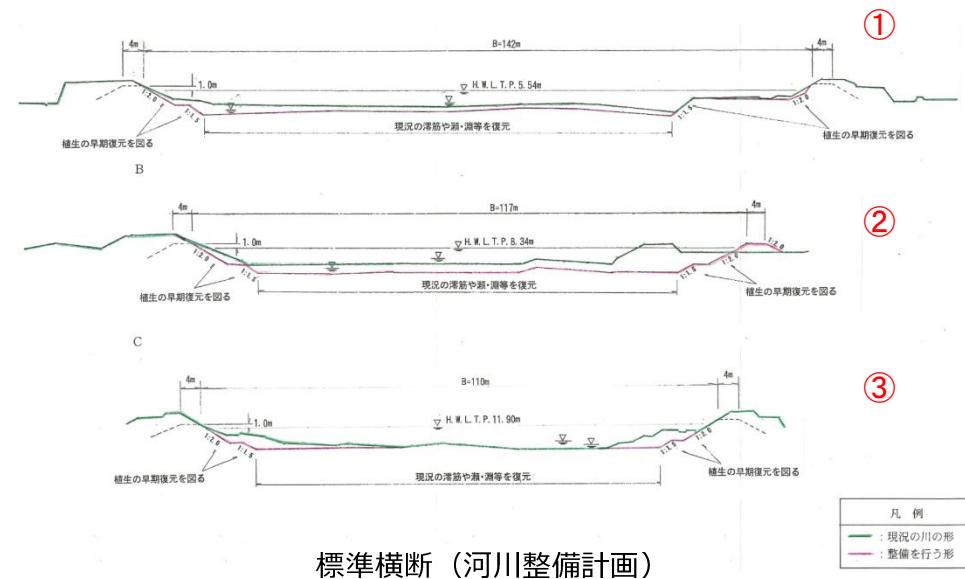 ①
4m
B=142m
4m
1.0m
H.W.L.T.P.5.54m
1:2.0
1:2.0
1:1.5
1:1.5
現況の澪筋や瀬・淵等を復元
植生の早期復元を図る
植生の早期復元を図る
B
②
4m
B=117m
4m
1.0m
H.W.L.T.P.8.34m
1:2.0
1:2.0
1:2.0
1:1.5
1:1.5
現況の澪筋や瀬・淵等を復元
植生の早期復元を図る
植生の早期復元を図る
C
③
4m
B=110m
4m
1.0m
H.W.L.T.P.11.90m
1:2.0
1:2.0
1:1.5
1:1.5
現況の澪筋や瀬・淵等を復元
植生の早期復元を図る
植生の早期復元を図る
凡 例
:現況の川の形
:整備を行う形
標準横断(河川整備計画)